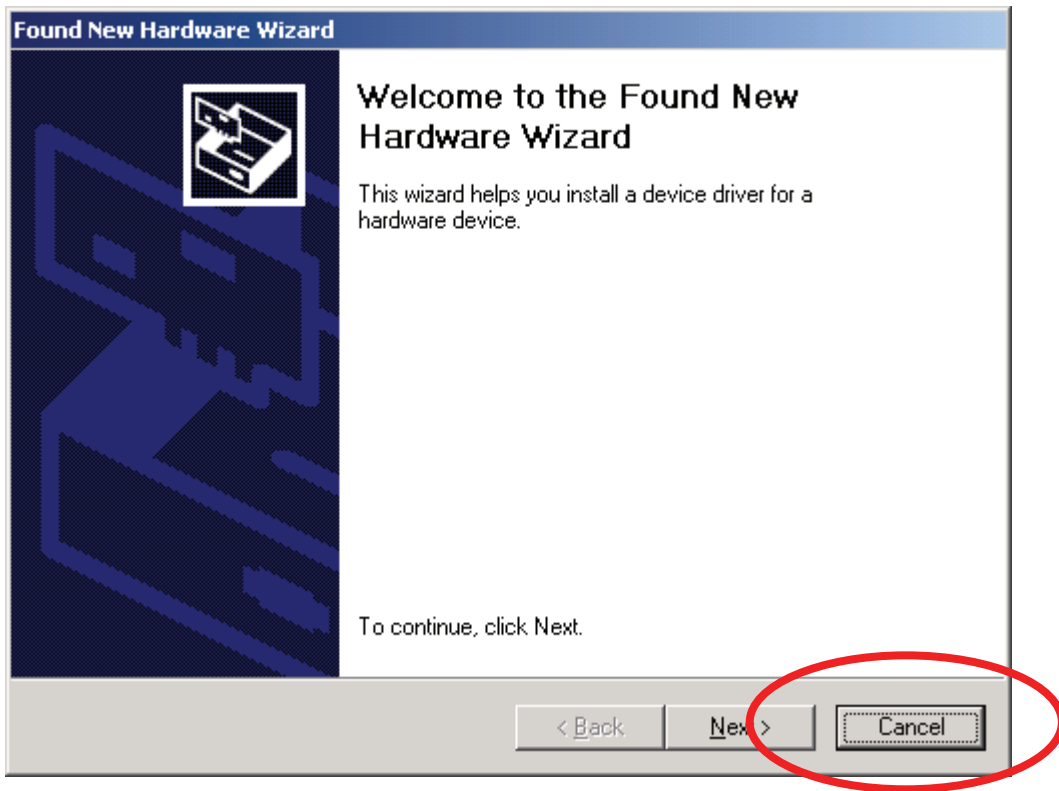 Found New Hardware Wizard
Welcome to the Found New
Hardware Wizard
This wizard helps you install a device driver for a
hardware device.
To continue, click Next.
< Back
Next >
Cancel